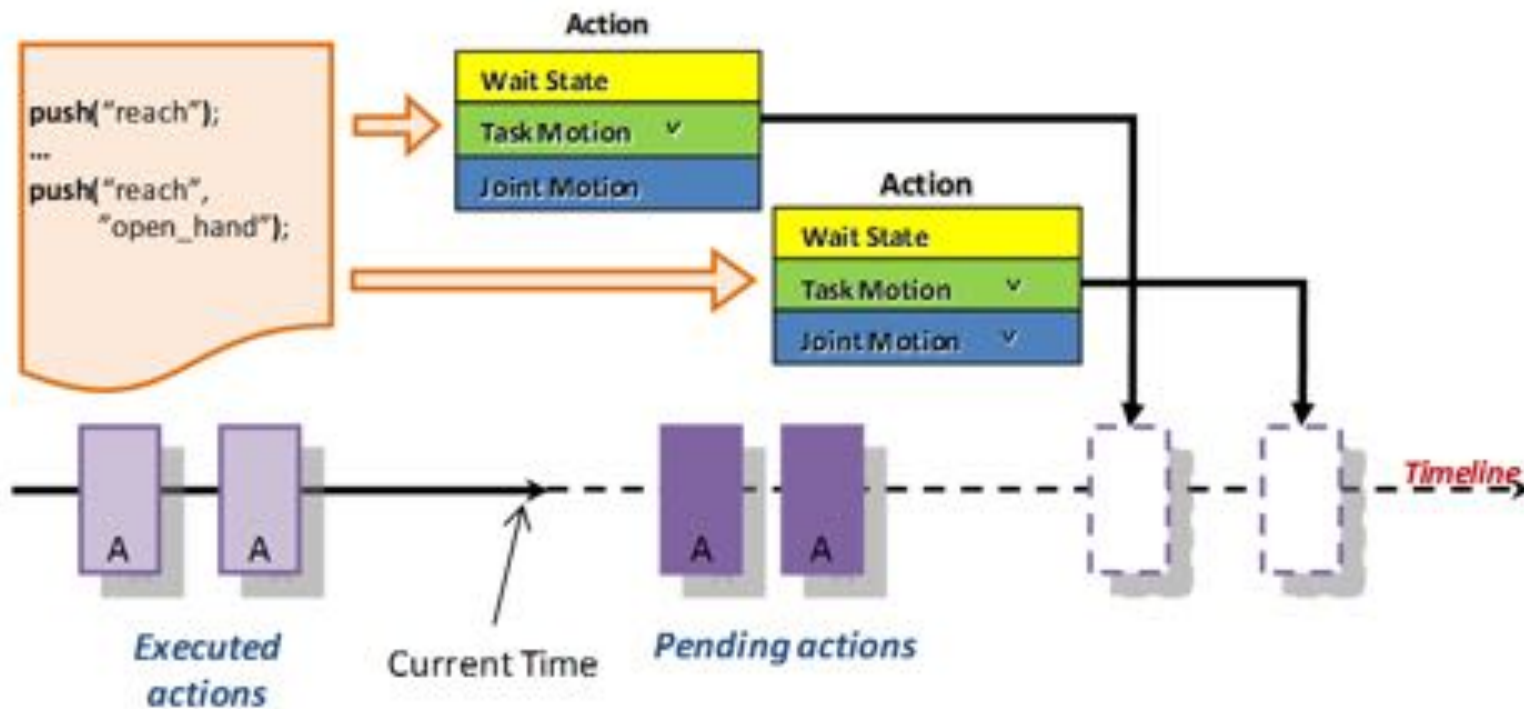 push("reach");
...
push("reach",
"open_hand");
Action
Wait State
Task Motion v
Joint Motion
Action
Wait State
Task Motion v
Joint Motion v
A
A
A
A
Timeline
Executed
actions
Current Time
Pending actions